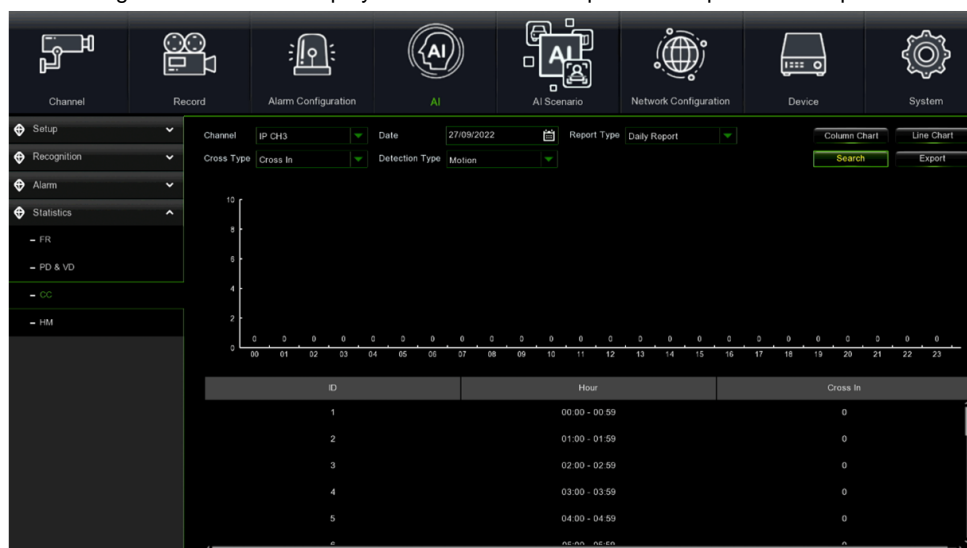 Channel Record Alarm Configuration AI AI Scenario Network Configuration Device System
Setup
Recognition
Alarm
Statistics
– FR
– PD & VD
– CC
– HM
Channel IP CH3 Date 27/09/2022 Report Type Daily Report Column Chart Line Chart
Cross Type Cross In Detection Type Motion Search Export
10
8
6
4
2
0 0 0 0 0 0 0 0 0 0 0 0 0 0 0 0 0 0 0 0 0 0 0 0
0
00 01 02 03 04 05 06 07 08 09 10 11 12 13 14 15 16 17 18 19 20 21 22 23
ID Hour Cross In
1 00:00 - 00:59 0
2 01:00 - 01:59 0
3 02:00 - 02:59 0
4 03:00 - 03:59 0
5 04:00 - 04:59 0
6 05:00 - 05:59 0